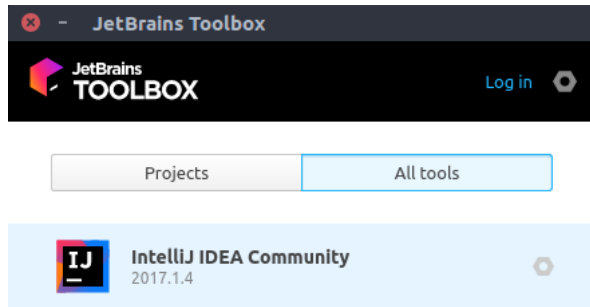 JetBrains Toolbox
JetBrains
TOOLBOX
Log in
Projects
All tools
IJ
IntelliJ IDEA Community
2017.1.4